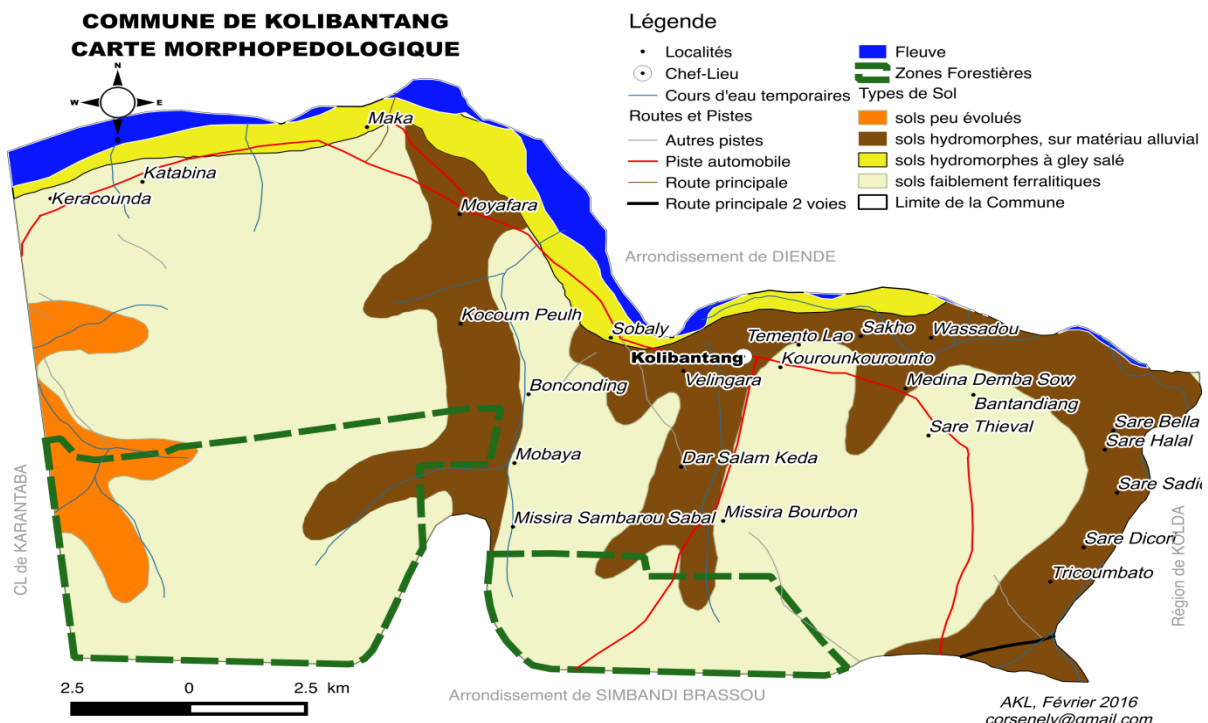 COMMUNE DE KOLIBANTANG
CARTE MORPHOPEDOLOGIQUE
N
W
E
S
Légende
Localités
Chef-Lieu
Cours d'eau temporaires
Routes et Pistes
Autres pistes
Piste automobile
Route principale
Route principale 2 voies
Fleuve
Zones Forestières
Types de Sol
sols peu évolués
sols hydromorphes, sur matériau alluvial
sols hydromorphes à gley salé
sols faiblement ferralitiques
Limite de la Commune
Arrondissement de DIENDE
Maka
Katabina
Keracounda
Moyafara
Kocoum Peulh
Sobaly
Temento Lao
Sakho
Wassadou
Kolibantang
Kourounkourounto
Velingara
Bonconding
Medina Demba Sow
Bantandiang
Sare Thieval
Sare Bella
Sare Halal
Mobaya
Dar Salam Keda
Sare Sadio
Missira Sambarou Sabal
Missira Bourbon
Sare Dicori
Tricoumbato
CL de KARANTABA
Région de KOLDA
2.5 0 2.5 km
Arrondissement de SIMBANDI BRASSOU
AKL, Février 2016
corsenely@gmail.com